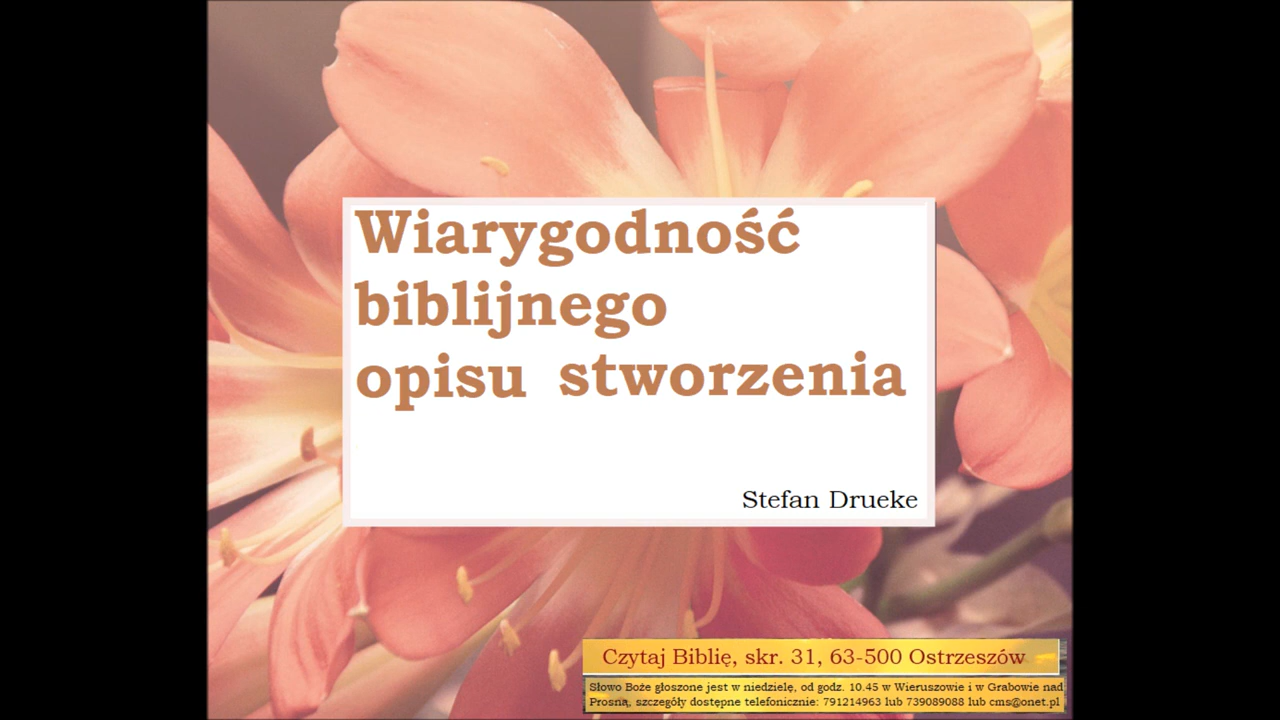 Wiarygodność
biblijnego
opisu stworzenia
Stefan Drueke
Czytaj Biblię, skr. 31, 63-500 Ostrzeszów
Słowo Boże głoszone jest w niedzielę, od godz. 10.45 w Wieruszowie i w Grabowie nad
Prosną, szczegóły dostępne telefonicznie: 791214963 lub 739089088 lub cms@onet.pl